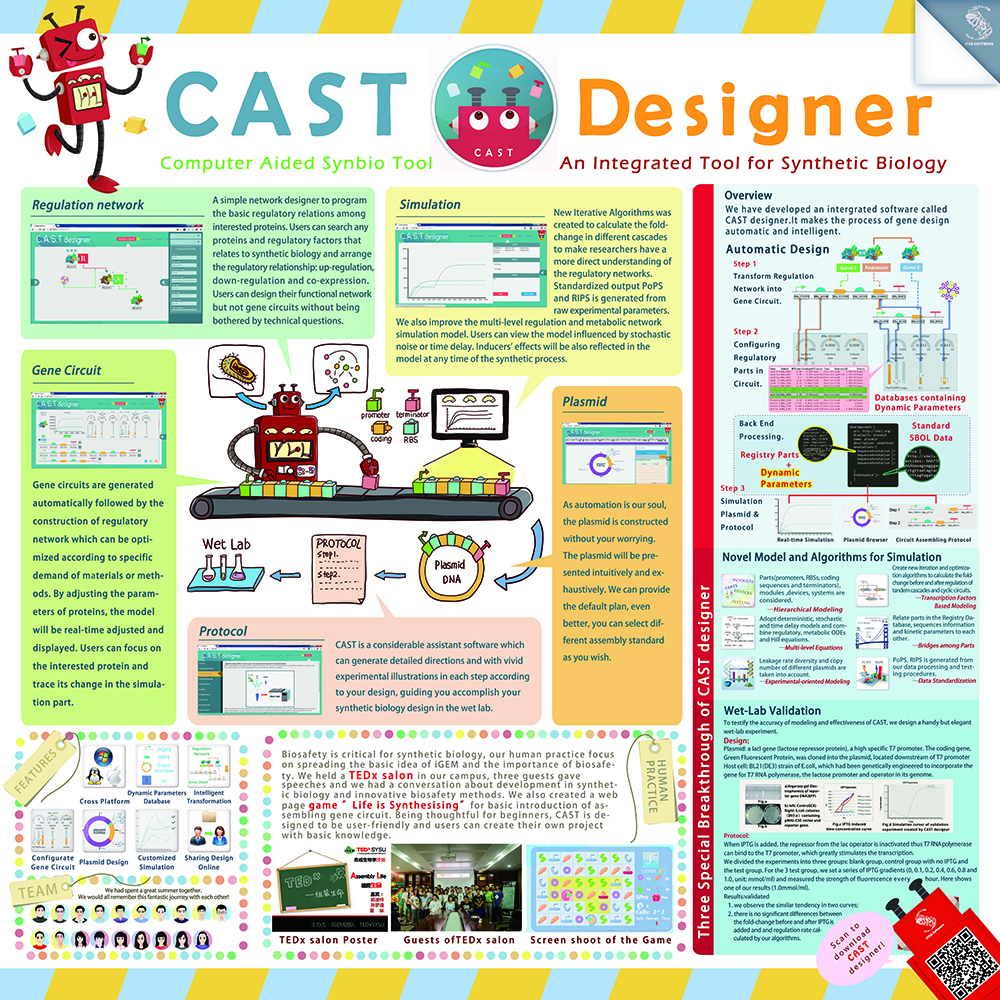 CAST
Designer
CAST
Computer Aided Synbio Tool
An Integrated Tool for Synthetic Biology
Regulation network
A simple network designer to program
the basic regulatory relations among
interested proteins. Users can search any
proteins and regulatory factors that
relates to synthetic biology and arrange
the regulatory relationship: up-regulation,
down-regulation and co-expression.
Users can design their functional network
but not gene circuits without being
bothered by technical questions.
Simulation
New Iterative Algorithms was
created to calculate the fold-
change in different cascades
to make researchers have a
more direct understanding of
the regulatory networks.
Standardized output PoPS
and RIPS is generated from
raw experimental parameters.
We also improve the multi-level regulation and metabolic network
simulation model. Users can view the model influenced by stochastic
noise or time delay. Inducers' effects will be also reflected in the
model at any time of the synthetic process.
Gene Circuit
Gene circuits are generated
automatically followed by the
construction of regulatory
network which can be opti-
mized according to specific
demand of materials or meth-
ods. By adjusting the param-
eters of proteins, the model
will be real-time adjusted and
displayed. Users can focus on
the interested protein and
trace its change in the simula-
tion part.
promoter
terminator
coding
RBS
Wet Lab
PROTOCOL
step1.
step2.
Plasmid
DNA
Plasmid
As automation is our soul,
the plasmid is constructed
without your worrying.
The plasmid will be pre-
sented intuitively and ex-
haustively. We can provide
the default plan, even
better, you can select dif-
ferent assembly standard
as you wish.
Protocol
CAST is a considerable assistant software which
can generate detailed directions and with vivid
experimental illustrations in each step according
to your design, guiding you accomplish your
synthetic biology design in the wet lab.
FEATURES
Cross Platform
Dynamic Parameters
Database
Intelligent
Transformation
Configurate
Gene Circuit
Plasmid Design
Customized
Simulation
Sharing Design
Online
TEAM
We had spent a great summer together.
We would all remember this fantastic journey with each other!
HUMAN
PRACTICE
Biosafety is critical for synthetic biology, our human practice focus
on spreading the basic idea of iGEM and the importance of biosafe-
ty. We held a TEDx salon in our campus, three guests gave
speeches and we had a conversation about development in synthet-
ic biology and innovative biosafety methods. We also created a web
page game " Life is Synthesising" for basic introduction of as-
sembling gene circuit. Being thoughtful for beginners, CAST is de-
signed to be user-friendly and users can create their own project
with basic knowledge.
TEDx salon Poster
Guests ofTEDx salon
Screen shoot of the Game
Three Special Breakthrough of CAST designer
Overview
We have developed an intergrated software called
CAST designer.It makes the process of gene design
automatic and intelligent.
Automatic Design
Step 1
Transform Regulation
Network into
Gene Circuit.
Gene 1
Repressor
Gene 2
Step 2
Configuring
Regulatory
Parts in
Circuit.
Databases containing
Dynamic Parameters
Back End
Processing.
Registry Parts
+
Dynamic
Parameters
Standard
SBOL Data
Step 3
Simulation
Plasmid &
Protocol
Step 1
Step 2
Real-time Simulation
Plasmid Browser
Circuit Assembling Protocol
Novel Model and Algorithms for Simulation
Parts(promoters, RBSs, coding
sequences and terminators),
modules,devices, systems are
considered.
—Hierarchical Modeling
Create new iteration and optimiza-
tion algorithms to calculate the fold-
change before and after regulation of
tandem cascades and cyclic circuits.
—Transcription Factors
Based Modeling
Adopt deterministic, stochastic
and time delay models and com-
bine regulatory, metabolic ODEs
and Hill equations.
—Multi-level Equations
Relate parts in the Registry Da-
tabase, sequences information
and kinetic parameters to each
other.
—Bridges among Parts
Leakage rate diversity and copy
number of different plasmids are
taken into account.
—Experimental-oriented Modeling
PoPS, RIPS is generated from
our data processing and test-
ing procedures.
—Data Standardization
Wet-Lab Validation
To testify the accuracy of modeling and effectiveness of CAST, we design a handy but elegant
wet-lab experiment.
Design:
Plasmid: a lacI gene (lactose repressor protein), a high specific T7 promoter. The coding gene,
Green Fluorescent Protein, was cloned into the plasmid, located downstream of T7 promoter
Host cell: BL21(DE3) strain of E.coli, which had been genetically engineered to incorporate the
gene for T7 RNA polymerase, the lactose promoter and operator in its genome.
Protocol:
When IPTG is added, the repressor from the lac operator is inactivated thus T7 RNA polymerase
can bind to the T7 promoter, which greatly stimulates the transcription.
We divided the experiments into three groups: blank group, control group with no IPTG and
the test group. For the 3 test group, we set a series of IPTG gradients (0, 0.1, 0.2, 0.4, 0.6, 0.8 and
1.0, unit: mmol/ml) and measured the strength of fluorescence every hour. Here shows
one of our results (1.0mmol/ml).
Results:validated
1. we observe the similar tendency in two curves;
2. there is no significant differences between
the fold-change before and after IPTG is
added and and regulation rate cal-
culated by our algorithms.
Scan to
download
CAST
designer!